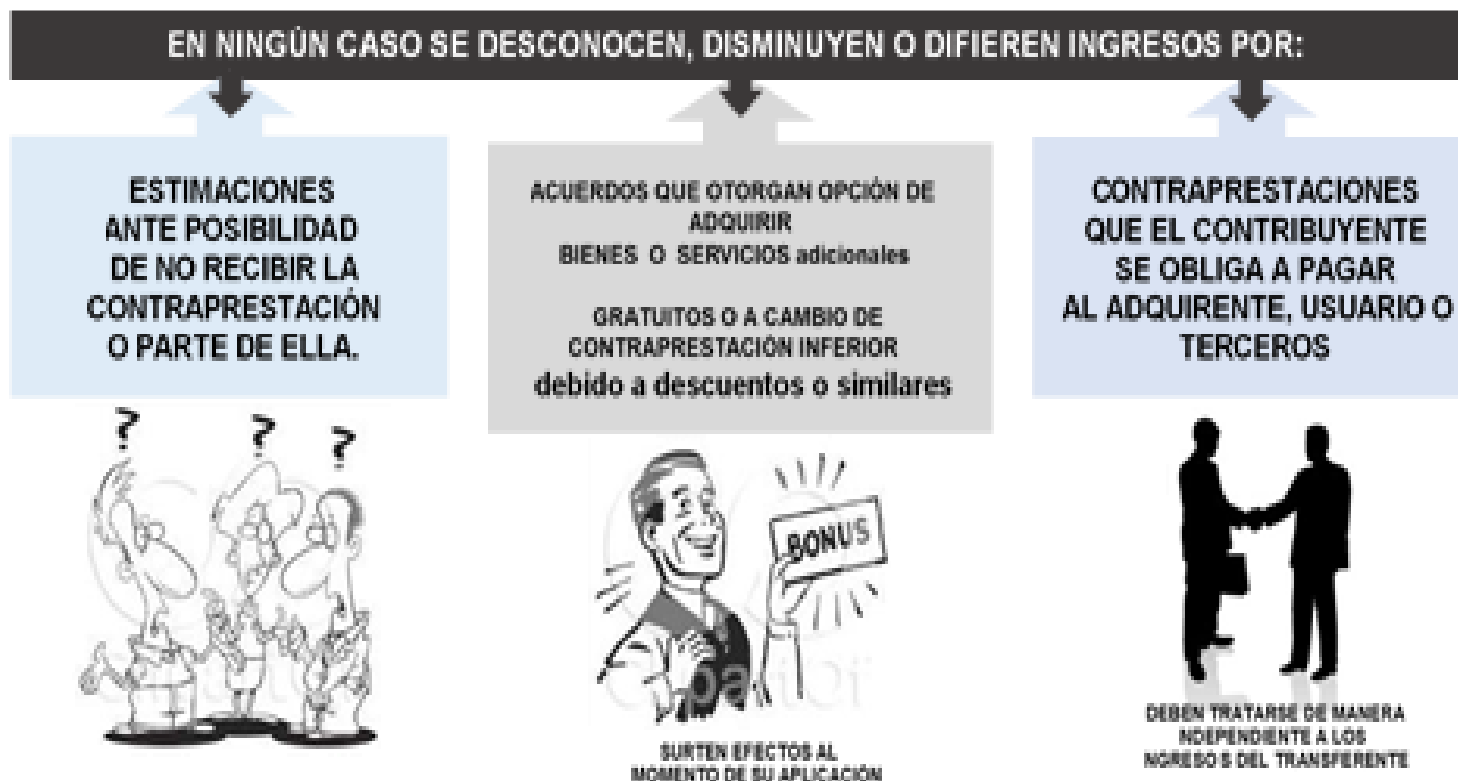 EN NINGÚN CASO SE DESCONOCEN, DISMINUYEN O DIFIEREN INGRESOS POR:
ESTIMACIONES
ANTE POSIBILIDAD
DE NO RECIBIR LA
CONTRAPRESTACIÓN
O PARTE DE ELLA.
? ? ?
ACUERDOS QUE OTORGAN OPCIÓN DE
ADQUIRIR
BIENES O SERVICIOS adicionales
GRATUITOS O A CAMBIO DE
CONTRAPRESTACIÓN INFERIOR
debido a descuentos o similares
BONUS
SURTEN EFECTOS AL
MOMENTO DE SU APLICACIÓN
CONTRAPRESTACIONES
QUE EL CONTRIBUYENTE
SE OBLIGA A PAGAR
AL ADQUIRENTE, USUARIO O
TERCEROS
DEBEN TRATARSE DE MANERA
NDEPENDIENTE A LOS
NGRESOS DEL TRANSFERENTE